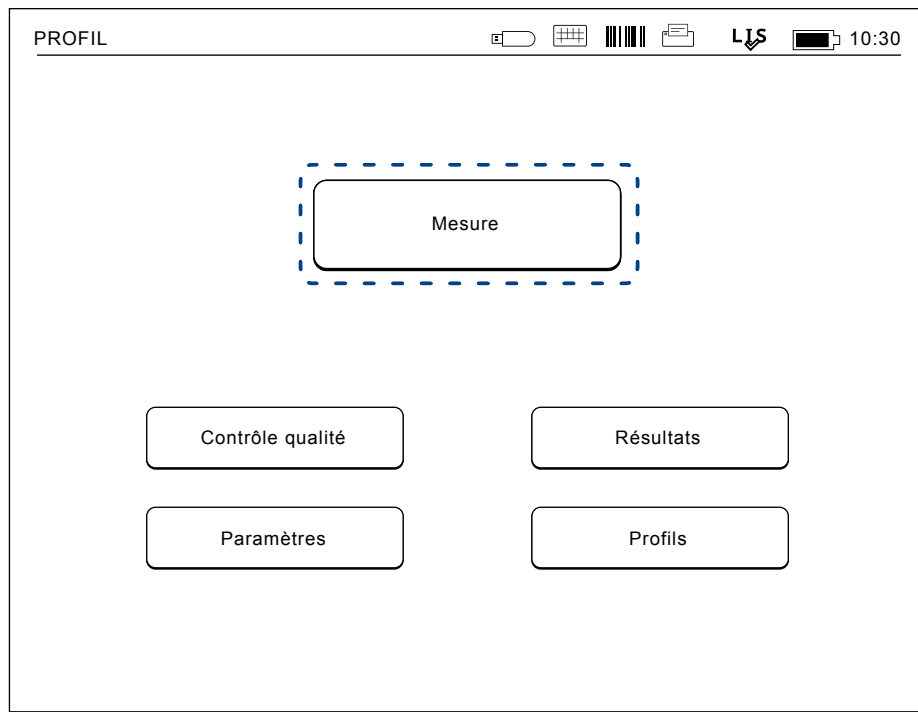 PROFIL LIS 10:30
Mesure
Contrôle qualité Résultats
Paramètres Profils